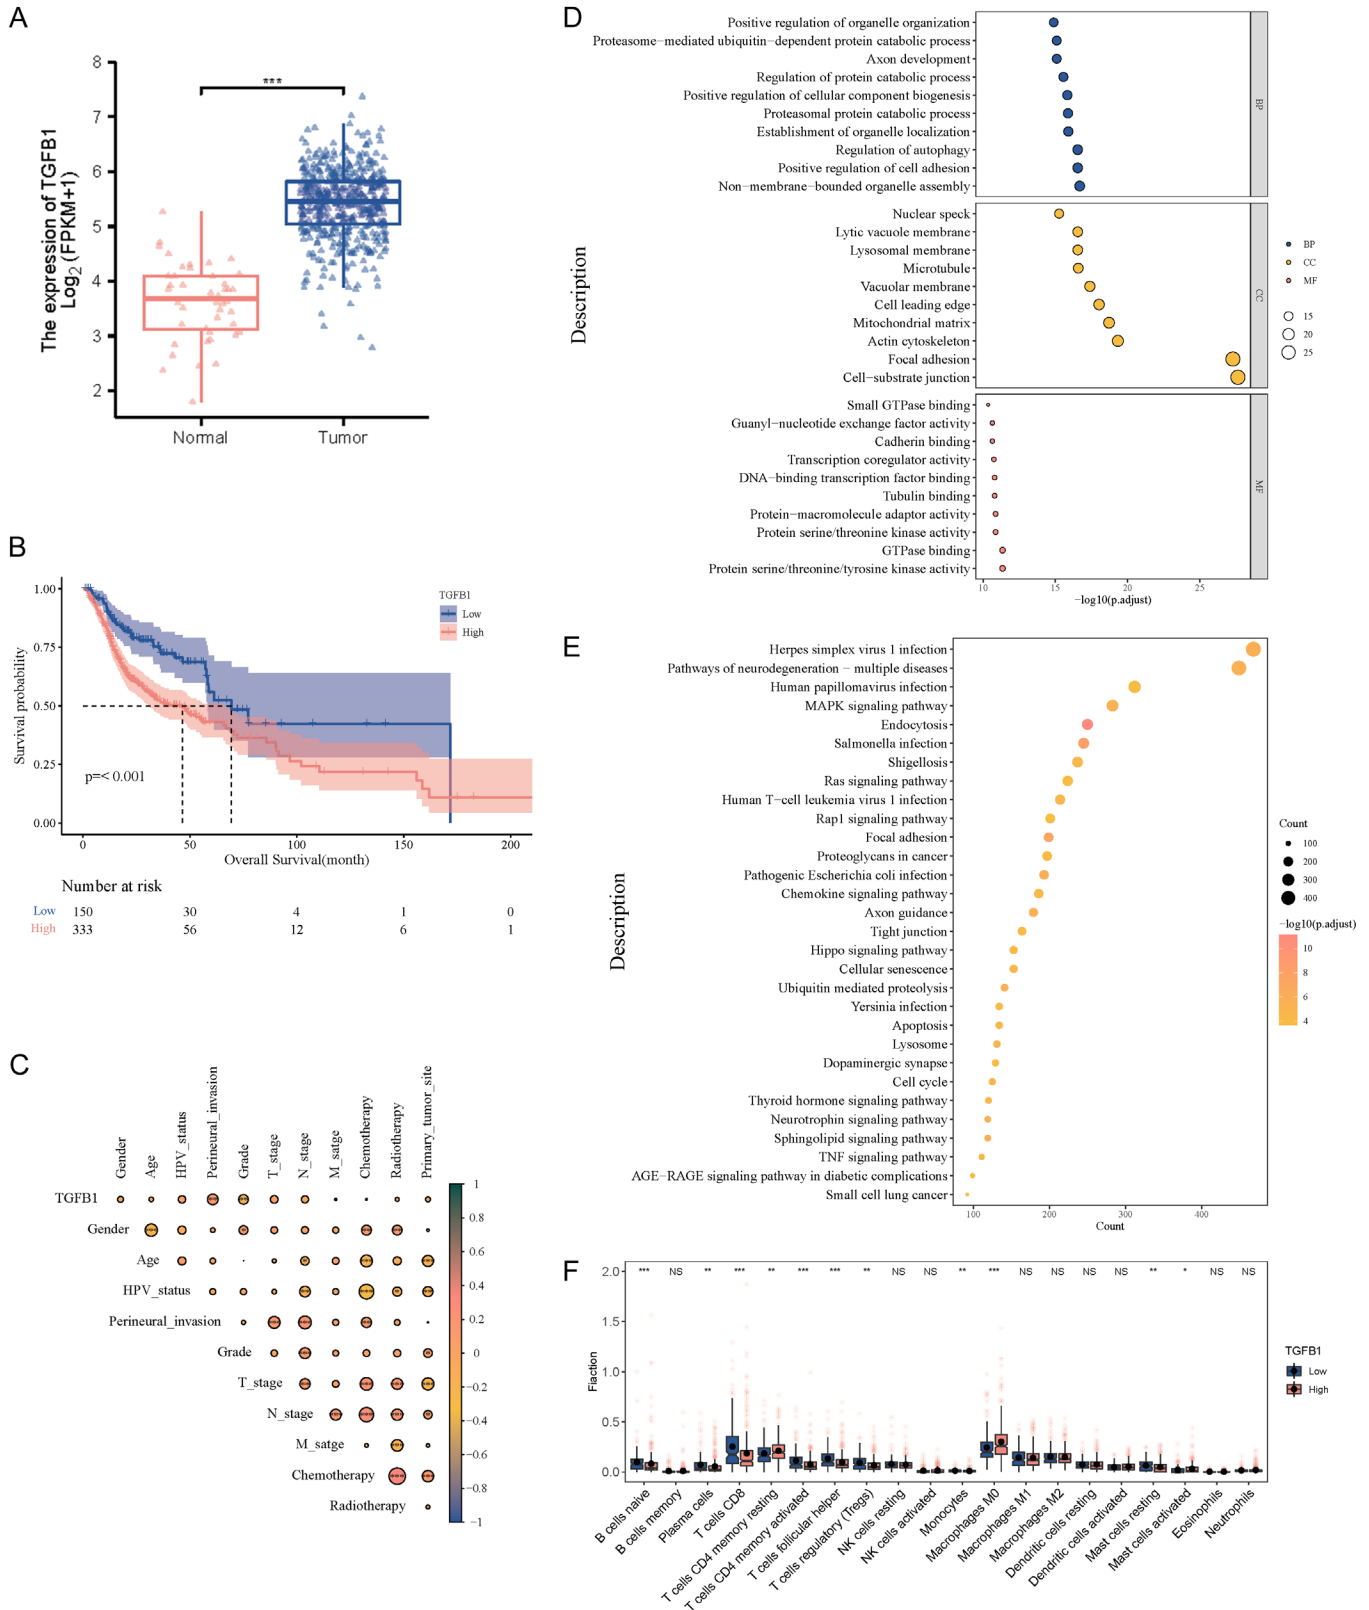 A
The expression of TGFB1
Log2 (FPKM+1)
8
7
6
5
4
3
2
***
Normal
Tumor
B
Survival probability
1.00
0.75
0.50
0.25
0.00
p=< 0.001
TGFB1
Low
High
0
50
100
150
200
Overall Survival(month)
Number at risk
Low 150 30 4 1 0
High 333 56 12 6 1
C
Gender
Age
HPV_status
Perineural_invasion
Grade
T_stage
N_stage
M_satge
Chemotherapy
Radiotherapy
Primary_tumor_site
TGFB1
Gender
Age
HPV_status
Perineural_invasion
Grade
T_stage
N_stage
M_satge
Chemotherapy
Radiotherapy
1
0.8
0.6
0.4
0.2
0
−0.2
−0.4
−0.6
−0.8
−1
D
Description
Positive regulation of organelle organization
Proteasome−mediated ubiquitin−dependent protein catabolic process
Axon development
Regulation of protein catabolic process
Positive regulation of cellular component biogenesis
Proteasomal protein catabolic process
Establishment of organelle localization
Regulation of autophagy
Positive regulation of cell adhesion
Non−membrane−bounded organelle assembly
BP
Nuclear speck
Lytic vacuole membrane
Lysosomal membrane
Microtubule
Vacuolar membrane
Cell leading edge
Mitochondrial matrix
Actin cytoskeleton
Focal adhesion
Cell−substrate junction
CC
Small GTPase binding
Guanyl−nucleotide exchange factor activity
Cadherin binding
Transcription coregulator activity
DNA−binding transcription factor binding
Tubulin binding
Protein−macromolecule adaptor activity
Protein serine/threonine kinase activity
GTPase binding
Protein serine/threonine/tyrosine kinase activity
MF
10
15
20
25
−log10(p.adjust)
BP
CC
MF
15
20
25
E
Description
Herpes simplex virus 1 infection
Pathways of neurodegeneration − multiple diseases
Human papillomavirus infection
MAPK signaling pathway
Endocytosis
Salmonella infection
Shigellosis
Ras signaling pathway
Human T−cell leukemia virus 1 infection
Rap1 signaling pathway
Focal adhesion
Proteoglycans in cancer
Pathogenic Escherichia coli infection
Chemokine signaling pathway
Axon guidance
Tight junction
Hippo signaling pathway
Cellular senescence
Ubiquitin mediated proteolysis
Yersinia infection
Apoptosis
Lysosome
Dopaminergic synapse
Cell cycle
Thyroid hormone signaling pathway
Neurotrophin signaling pathway
Sphingolipid signaling pathway
TNF signaling pathway
AGE−RAGE signaling pathway in diabetic complications
Small cell lung cancer
100
200
300
400
Count
Count
100
200
300
400
−log10(p.adjust)
10
8
6
4
F
Fiaction
2.0
1.5
1.0
0.5
0.0
*** NS ** *** ** *** *** ** NS NS ** *** NS NS NS NS ** * NS NS
B cells naive
B cells memory
Plasma cells
T cells CD8
T cells CD4 memory resting
T cells CD4 memory activated
T cells follicular helper
T cells regulatory (Tregs)
NK cells resting
NK cells activated
Monocytes
Macrophages M0
Macrophages M1
Macrophages M2
Dendritic cells resting
Dendritic cells activated
Mast cells resting
Mast cells activated
Eosinophils
Neutrophils
TGFB1
Low
High